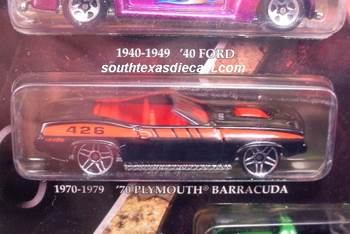 1940-1949 '40 FORD
southtexasdiecast.com
426
1970-1979 '70 PLYMOUTH® BARRACUDA